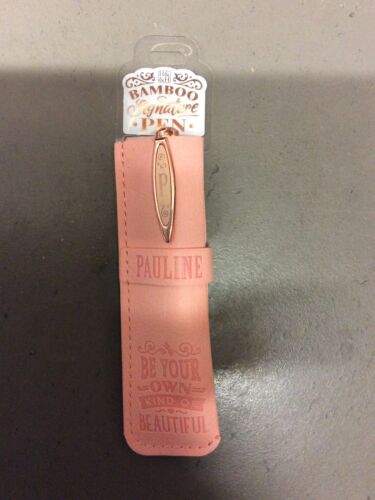 H&H
BAMBOO
Signature
PEN
P
PAULINE
BE YOUR
OWN
KIND OF
BEAUTIFUL